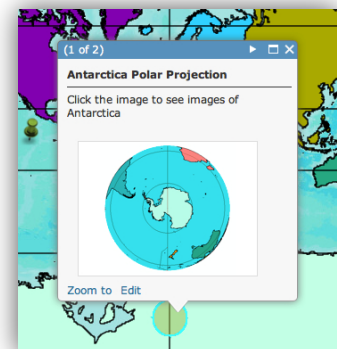 (1 of 2)
Antarctica Polar Projection
Click the image to see images of
Antarctica
Zoom to Edit